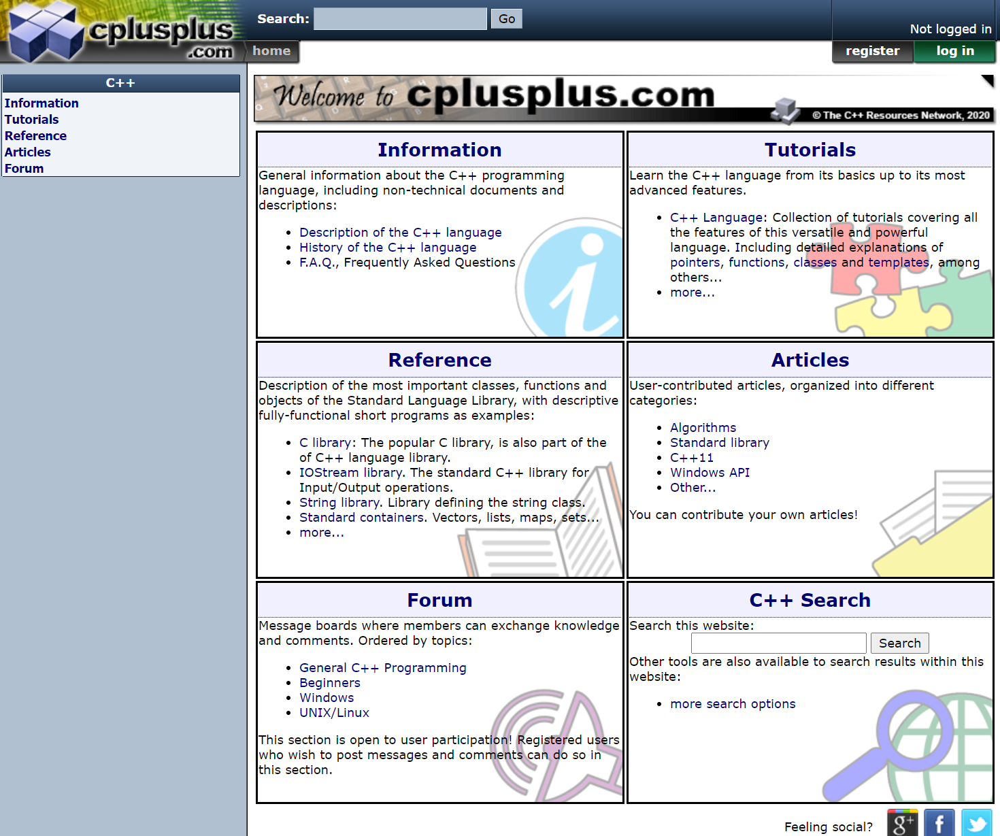 cplusplus
.com
Search:
Go
Not logged in
home
register
log in
C++
Information
Tutorials
Reference
Articles
Forum
Welcome to cplusplus.com
© The C++ Resources Network, 2020
Information
General information about the C++ programming
language, including non-technical documents and
descriptions:
Description of the C++ language
History of the C++ language
F.A.Q., Frequently Asked Questions
Tutorials
Learn the C++ language from its basics up to its most
advanced features.
C++ Language: Collection of tutorials covering all
the features of this versatile and powerful
language. Including detailed explanations of
pointers, functions, classes and templates, among
others...
more...
Reference
Description of the most important classes, functions and
objects of the Standard Language Library, with descriptive
fully-functional short programs as examples:
C library: The popular C library, is also part of the
of C++ language library.
IOStream library. The standard C++ library for
Input/Output operations.
String library. Library defining the string class.
Standard containers. Vectors, lists, maps, sets...
more...
Articles
User-contributed articles, organized into different
categories:
Algorithms
Standard library
C++11
Windows API
Other...
You can contribute your own articles!
Forum
Message boards where members can exchange knowledge
and comments. Ordered by topics:
General C++ Programming
Beginners
Windows
UNIX/Linux
This section is open to user participation! Registered users
who wish to post messages and comments can do so in
this section.
C++ Search
Search this website:
Search
Other tools are also available to search results within this
website:
more search options
Feeling social?
g+
f